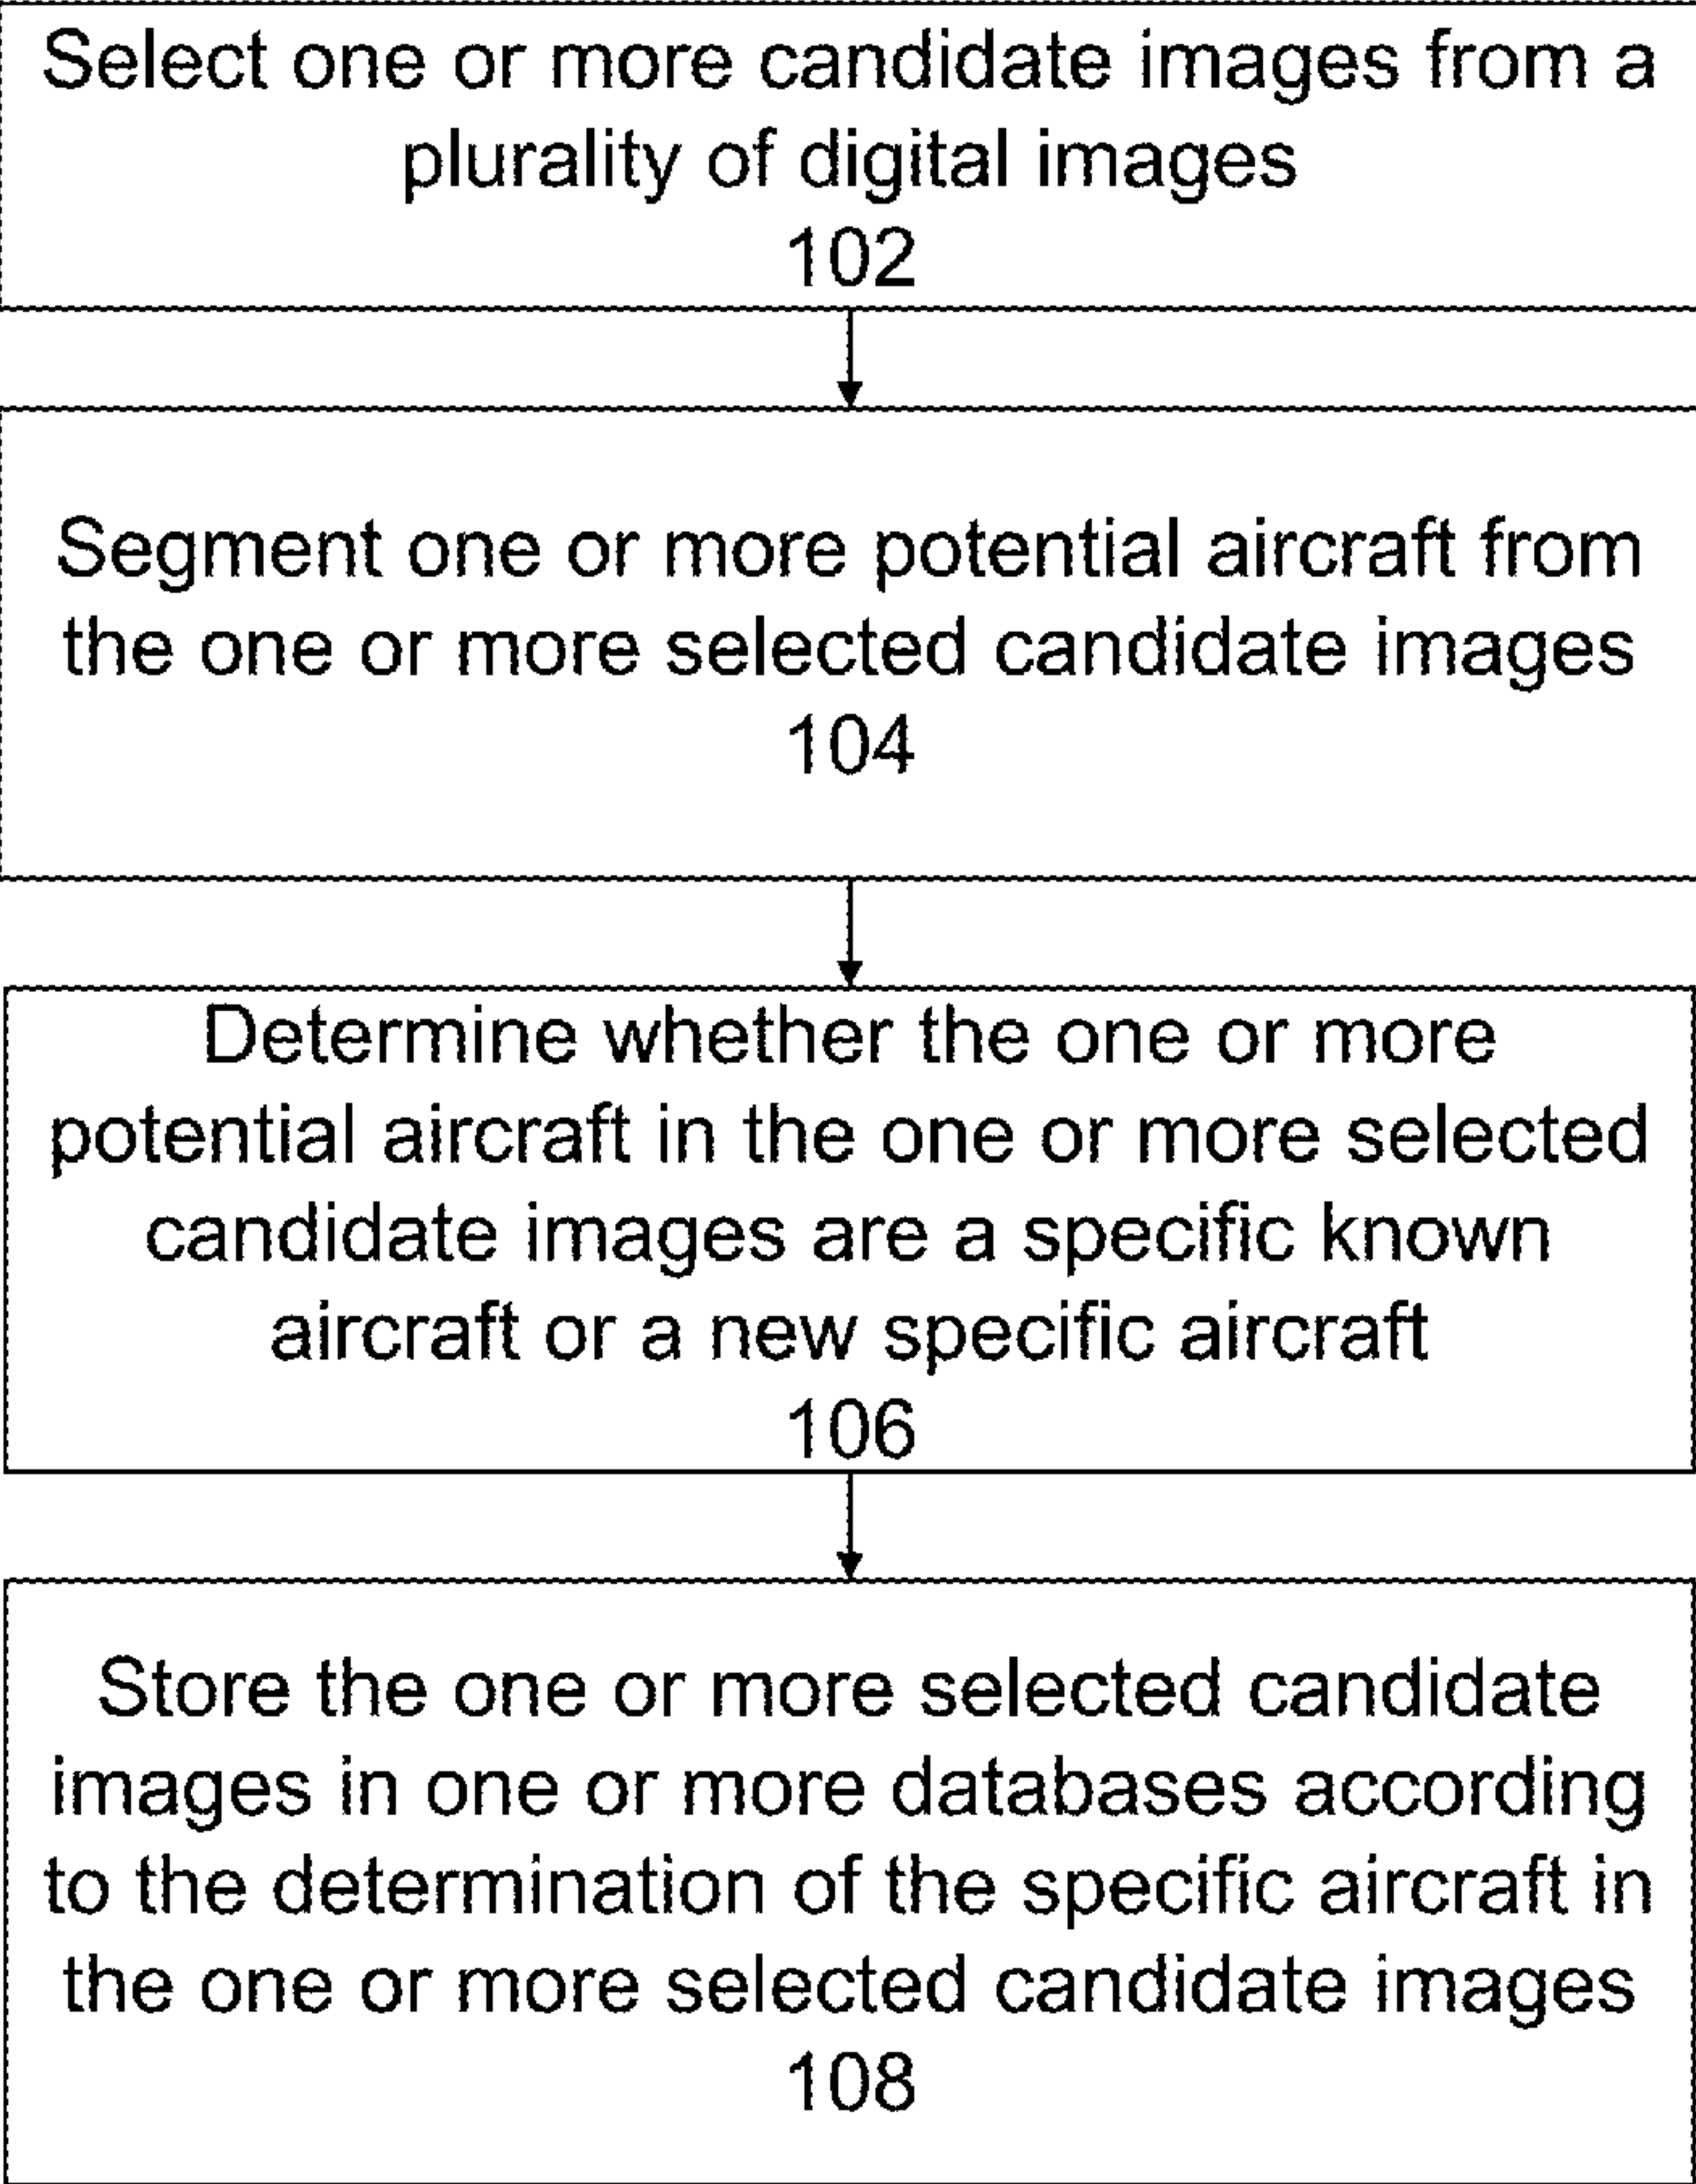 Select one or more candidate images from a
plurality of digital images
102
Segment one or more potential aircraft from
the one or more selected candidate images
104
Determine whether the one or more
potential aircraft in the one or more selected
candidate images are a specific known
aircraft or a new specific aircraft
106
Store the one or more selected candidate
images in one or more databases according
to the determination of the specific aircraft in
the one or more selected candidate images
108